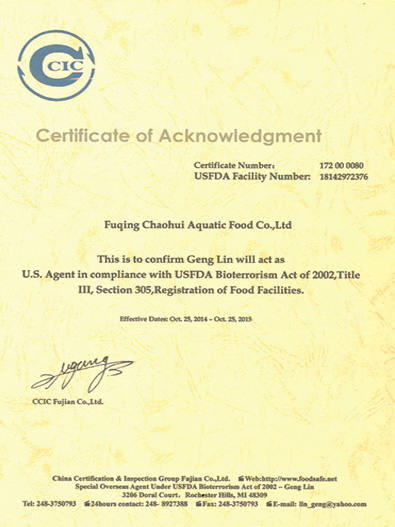 CCIC
Certificate of Acknowledgment
Certificate Number: 172 00 0080
USFDA Facility Number: 18142972376
Fuqing Chaohui Aquatic Food Co.,Ltd
This is to confirm Geng Lin will act as
U.S. Agent in compliance with USFDA Bioterrorism Act of 2002,Title
III, Section 305,Registration of Food Facilities.
Effective Dates: Oct. 25, 2014 – Oct. 25, 2015
CCIC Fujian Co.,Ltd.
China Certification & Inspection Group Fujian Co.,Ltd. Web:http://www.foodsafe.net
Special Overseas Agent Under USFDA Bioterrorism Act of 2002 -- Geng Lin
3206 Doral Court. Rochester Hills, MI 48309
Tel: 248-3750793 24hours contact: 248- 8927388 Fax: 248-3750793 E-mail: lin_geng@yahoo.com